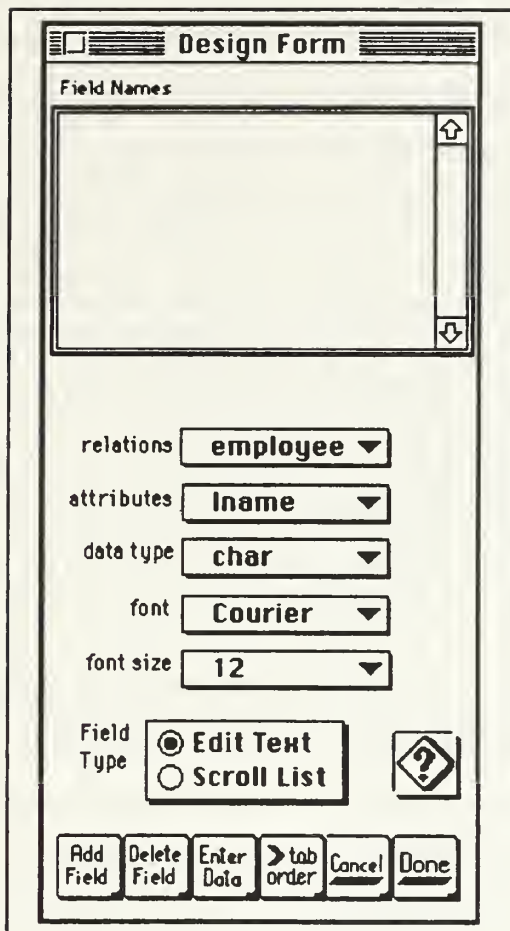 Design Form
Field Names
relations employee
attributes lname
data type char
font Courier
font size 12
Field Type
Edit Text
Scroll List
?
Add Field
Delete Field
Enter Data
>tab order
Cancel
Done